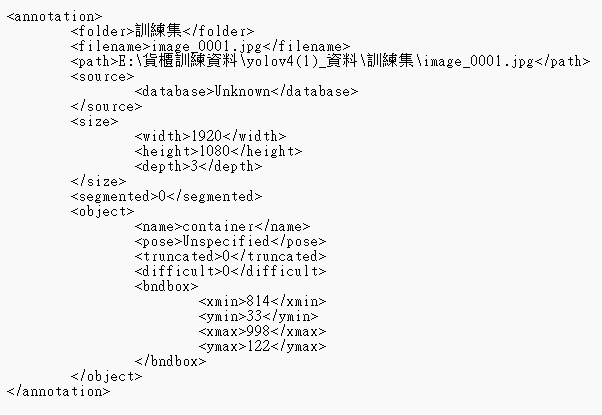 <annotation>
<folder>訓練集</folder>
<filename>image_0001.jpg</filename>
<path>E:\貨櫃訓練資料\yolov4(1)_資料\訓練集\image_0001.jpg</path>
<source>
<database>Unknown</database>
</source>
<size>
<width>1920</width>
<height>1080</height>
<depth>3</depth>
</size>
<segmented>0</segmented>
<object>
<name>container</name>
<pose>Unspecified</pose>
<truncated>0</truncated>
<difficult>0</difficult>
<bndbox>
<xmin>814</xmin>
<ymin>33</ymin>
<xmax>998</xmax>
<ymax>122</ymax>
</bndbox>
</object>
</annotation>